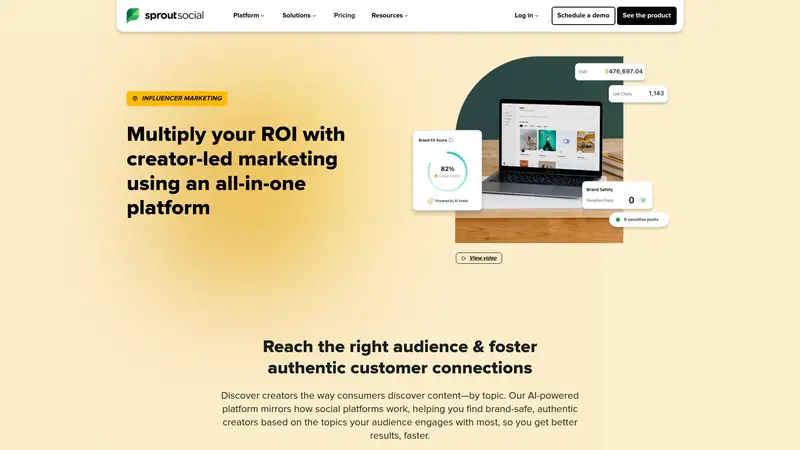 sproutsocial
Platform
Solutions
Pricing
Resources
Log in
Schedule a demo
See the product
INFLUENCER MARKETING
Multiply your ROI with
creator-led marketing
using an all-in-one
platform
EMV
$476,697.04
Link Clicks
1,143
Brand Fit Score
82%
Powered by AI Assist
Brand Safety
Sensitive Posts
0
0 sensitive posts
View video
Reach the right audience & foster
authentic customer connections
Discover creators the way consumers discover content—by topic. Our AI-powered
platform mirrors how social platforms work, helping you find brand-safe, authentic
creators based on the topics your audience engages with most, so you get better
results, faster.